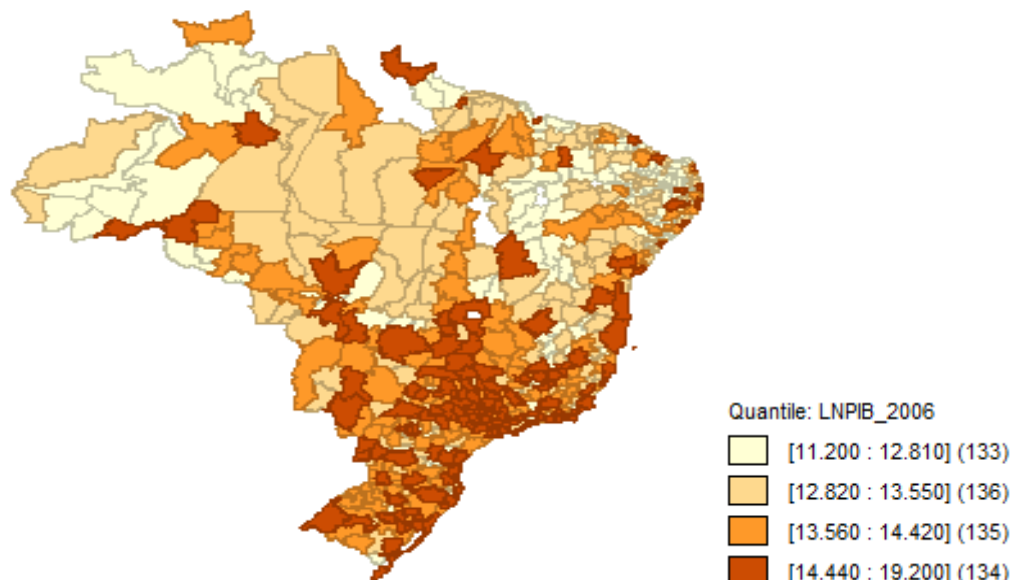 Quantile: LNPIB_2006
[11.200 : 12.810] (133)
[12.820 : 13.550] (136)
[13.560 : 14.420] (135)
[14.440 : 19.200] (134)